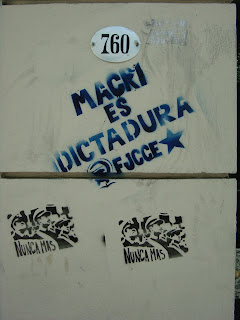 760
MACRI
ES
DICTADURA
FJCCE
NUNCA MAS
NUNCA MAS